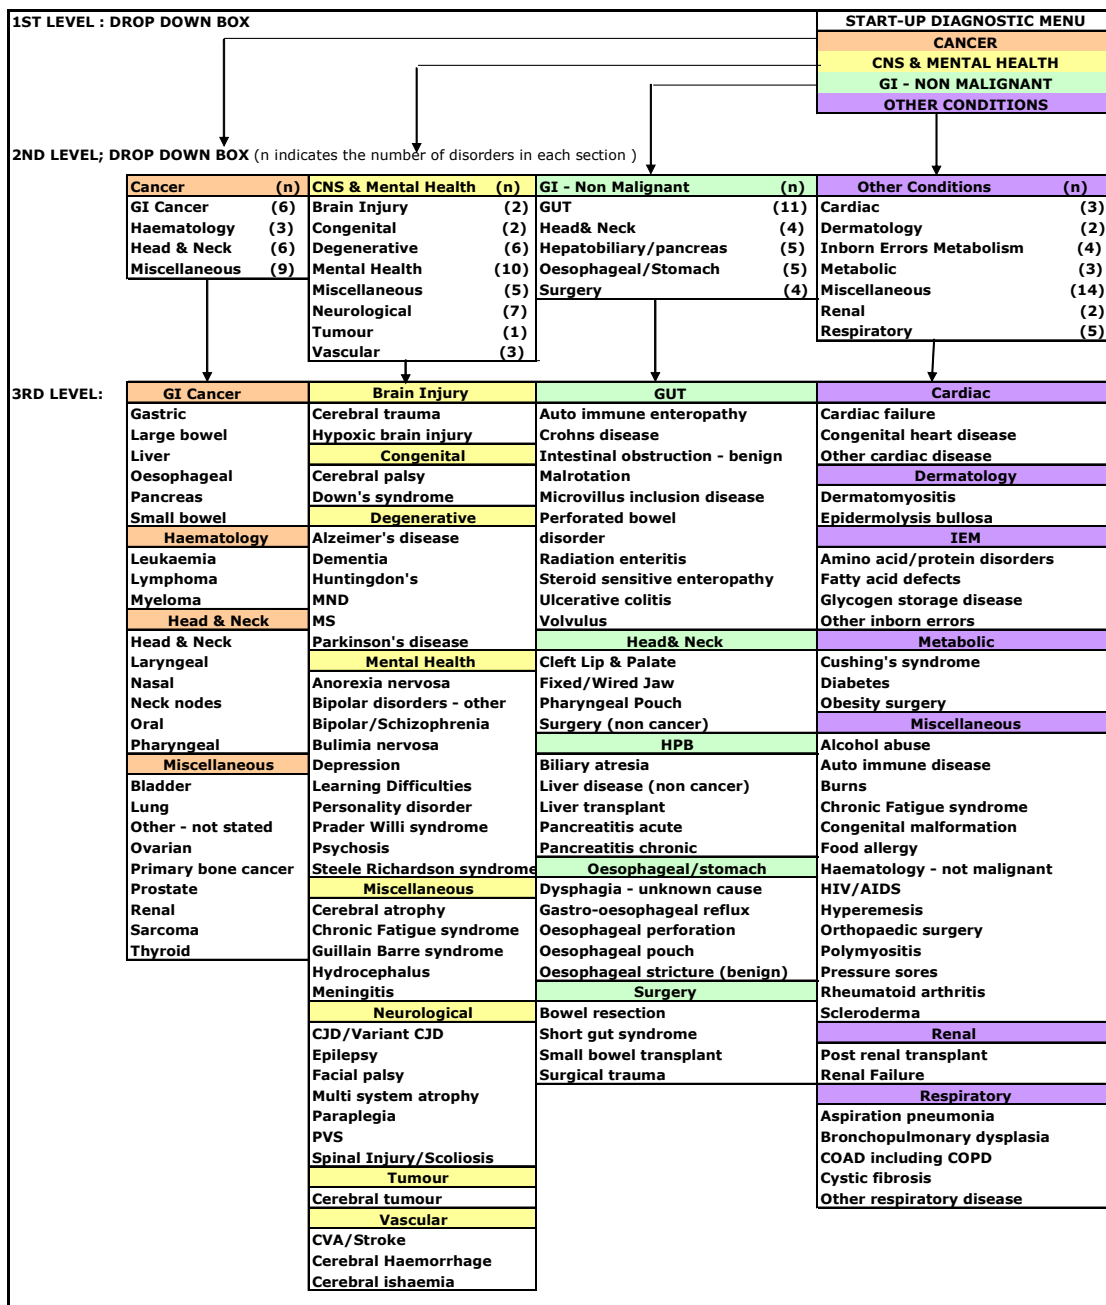 1ST LEVEL : DROP DOWN BOX
START-UP DIAGNOSTIC MENU
CANCER
CNS & MENTAL HEALTH
GI - NON MALIGNANT
OTHER CONDITIONS
2ND LEVEL; DROP DOWN BOX (n indicates the number of disorders in each section )
Cancer (n)
GI Cancer (6)
Haematology (3)
Head & Neck (6)
Miscellaneous (9)
CNS & Mental Health (n)
Brain Injury (2)
Congenital (2)
Degenerative (6)
Mental Health (10)
Miscellaneous (5)
Neurological (7)
Tumour (1)
Vascular (3)
GI - Non Malignant (n)
GUT (11)
Head& Neck (4)
Hepatobiliary/pancreas (5)
Oesophageal/Stomach (5)
Surgery (4)
Other Conditions (n)
Cardiac (3)
Dermatology (2)
Inborn Errors Metabolism (4)
Metabolic (3)
Miscellaneous (14)
Renal (2)
Respiratory (5)
3RD LEVEL:
GI Cancer
Gastric
Large bowel
Liver
Oesophageal
Pancreas
Small bowel
Haematology
Leukaemia
Lymphoma
Myeloma
Head & Neck
Head & Neck
Laryngeal
Nasal
Neck nodes
Oral
Pharyngeal
Miscellaneous
Bladder
Lung
Other - not stated
Ovarian
Primary bone cancer
Prostate
Renal
Sarcoma
Thyroid
Brain Injury
Cerebral trauma
Hypoxic brain injury
Congenital
Cerebral palsy
Down's syndrome
Degenerative
Alzeimer's disease
Dementia
Huntingdon's
MND
MS
Parkinson's disease
Mental Health
Anorexia nervosa
Bipolar disorders - other
Bipolar/Schizophrenia
Bulimia nervosa
Depression
Learning Difficulties
Personality disorder
Prader Willi syndrome
Psychosis
Steele Richardson syndrome
Miscellaneous
Cerebral atrophy
Chronic Fatigue syndrome
Guillain Barre syndrome
Hydrocephalus
Meningitis
Neurological
CJD/Variant CJD
Epilepsy
Facial palsy
Multi system atrophy
Paraplegia
PVS
Spinal Injury/Scoliosis
Tumour
Cerebral tumour
Vascular
CVA/Stroke
Cerebral Haemorrhage
Cerebral ishaemia
GUT
Auto immune enteropathy
Crohns disease
Intestinal obstruction - benign
Malrotation
Microvillus inclusion disease
Perforated bowel
disorder
Radiation enteritis
Steroid sensitive enteropathy
Ulcerative colitis
Volvulus
Head& Neck
Cleft Lip & Palate
Fixed/Wired Jaw
Pharyngeal Pouch
Surgery (non cancer)
HPB
Biliary atresia
Liver disease (non cancer)
Liver transplant
Pancreatitis acute
Pancreatitis chronic
Oesophageal/stomach
Dysphagia - unknown cause
Gastro-oesophageal reflux
Oesophageal perforation
Oesophageal pouch
Oesophageal stricture (benign)
Surgery
Bowel resection
Short gut syndrome
Small bowel transplant
Surgical trauma
Cardiac
Cardiac failure
Congenital heart disease
Other cardiac disease
Dermatology
Dermatomyositis
Epidermolysis bullosa
IEM
Amino acid/protein disorders
Fatty acid defects
Glycogen storage disease
Other inborn errors
Metabolic
Cushing's syndrome
Diabetes
Obesity surgery
Miscellaneous
Alcohol abuse
Auto immune disease
Burns
Chronic Fatigue syndrome
Congenital malformation
Food allergy
Haematology - not malignant
HIV/AIDS
Hyperemesis
Orthopaedic surgery
Polymyositis
Pressure sores
Rheumatoid arthritis
Scleroderma
Renal
Post renal transplant
Renal Failure
Respiratory
Aspiration pneumonia
Bronchopulmonary dysplasia
COAD including COPD
Cystic fibrosis
Other respiratory disease